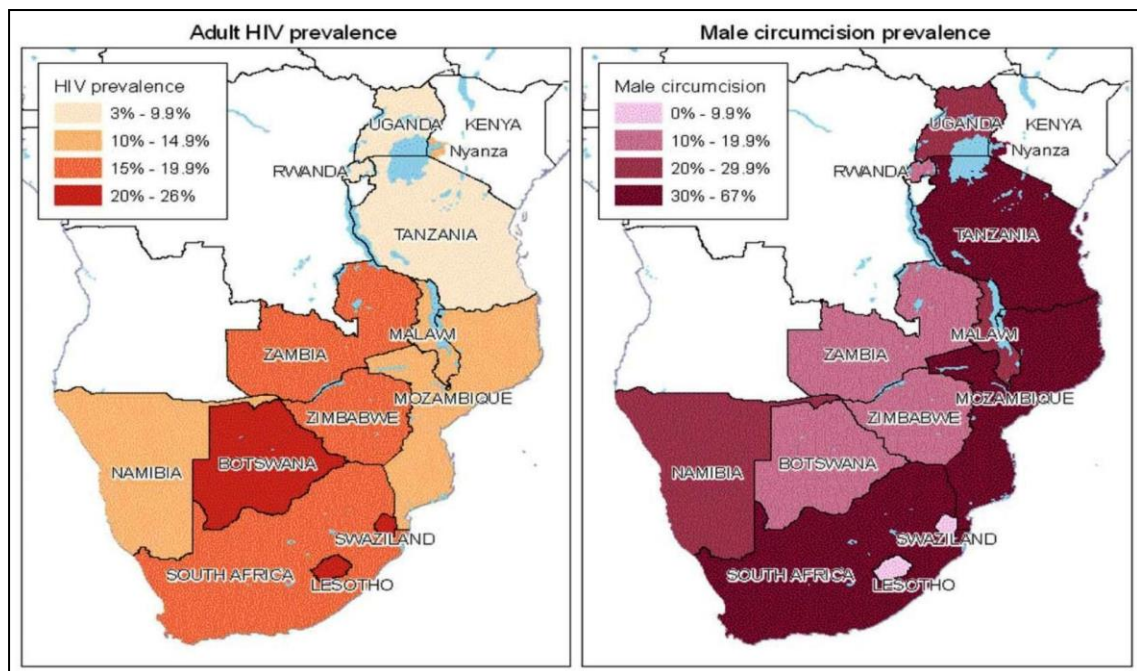 Adult HIV prevalence
HIV prevalence
3% - 9.9%
10% - 14.9%
15% - 19.9%
20% - 26%
UGANDA
KENYA
Nyanza
RWANDA
TANZANIA
MALAWI
ZAMBIA
MOZAMBIQUE
ZIMBABWE
NAMIBIA
BOTSWANA
SWAZILAND
SOUTH AFRICA
LESOTHO
Male circumcision prevalence
Male circumcision
0% - 9.9%
10% - 19.9%
20% - 29.9%
30% - 67%
UGANDA
KENYA
Nyanza
RWANDA
TANZANIA
MALAWI
ZAMBIA
MOZAMBIQUE
ZIMBABWE
NAMIBIA
BOTSWANA
SWAZILAND
SOUTH AFRICA
LESOTHO